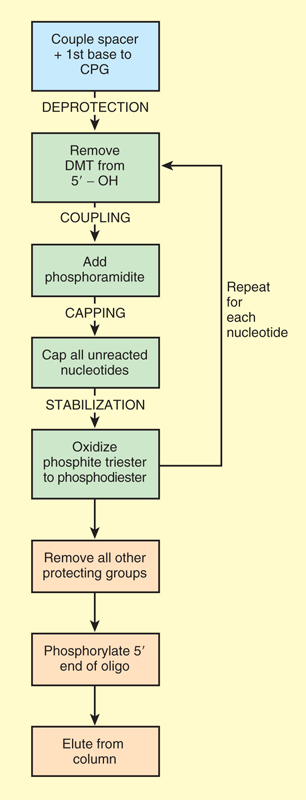 Couple spacer
+ 1st base to
CPG
DEPROTECTION
Remove
DMT from
5′ – OH
COUPLING
Add
phosphoramidite
CAPPING
Cap all unreacted
nucleotides
STABILIZATION
Oxidize
phosphite triester
to phosphodiester
Repeat
for
each
nucleotide
Remove all other
protecting groups
Phosphorylate 5′
end of oligo
Elute from
column